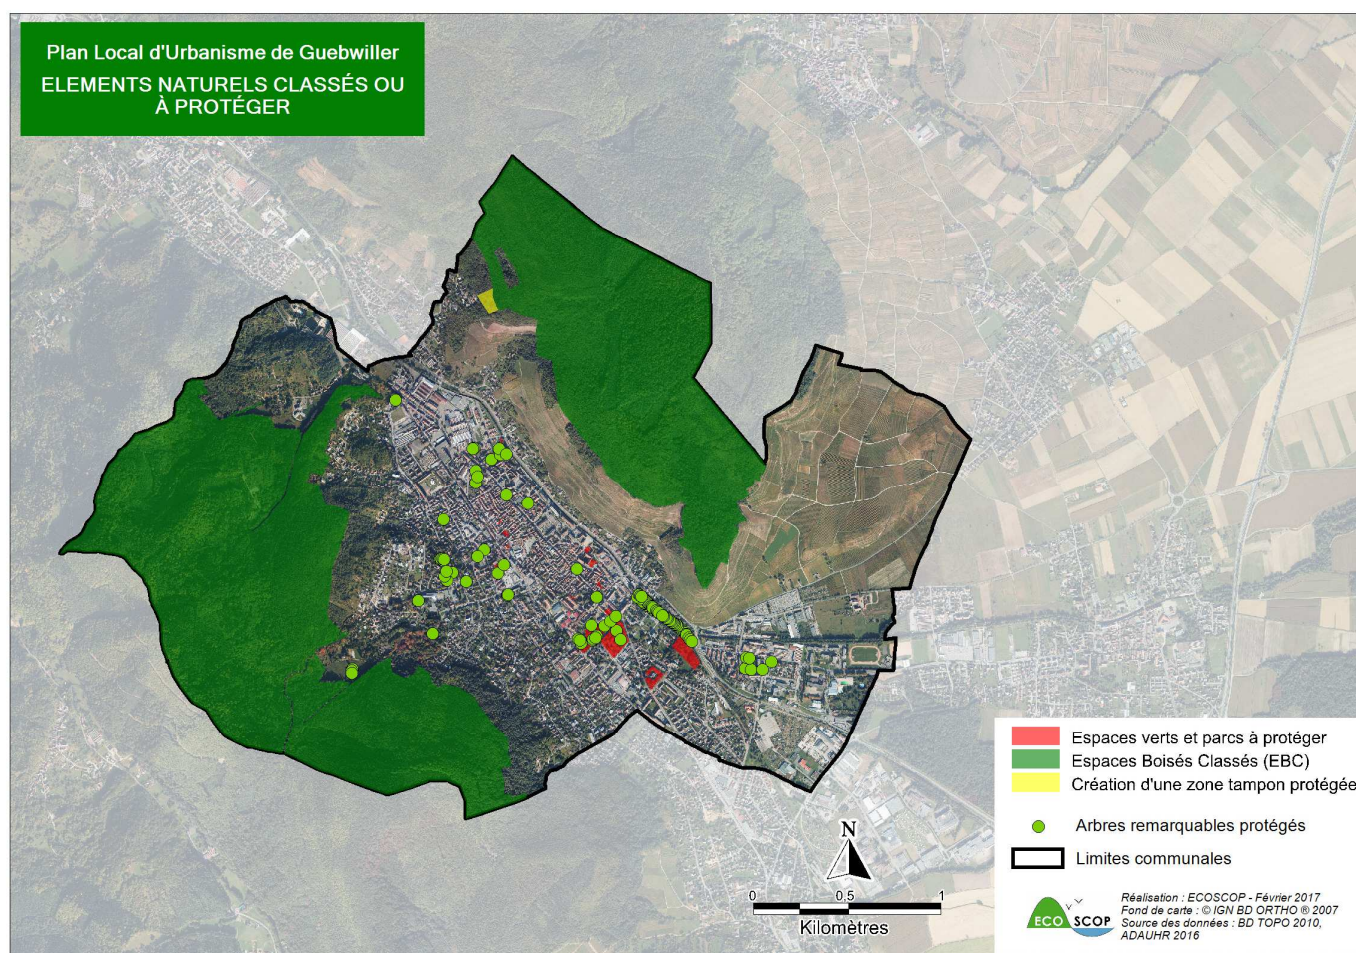 Plan Local d'Urbanisme de Guebwiller
ELEMENTS NATURELS CLASSÉS OU
À PROTÉGER
Espaces verts et parcs à protéger
Espaces Boisés Classés (EBC)
Création d'une zone tampon protégée
Arbres remarquables protégés
Limites communales
N
0 0,5 1
Kilomètres
ECO SCOP
Réalisation : ECOSCOP - Février 2017
Fond de carte : © IGN BD ORTHO ® 2007
Source des données : BD TOPO 2010,
ADAUHR 2016